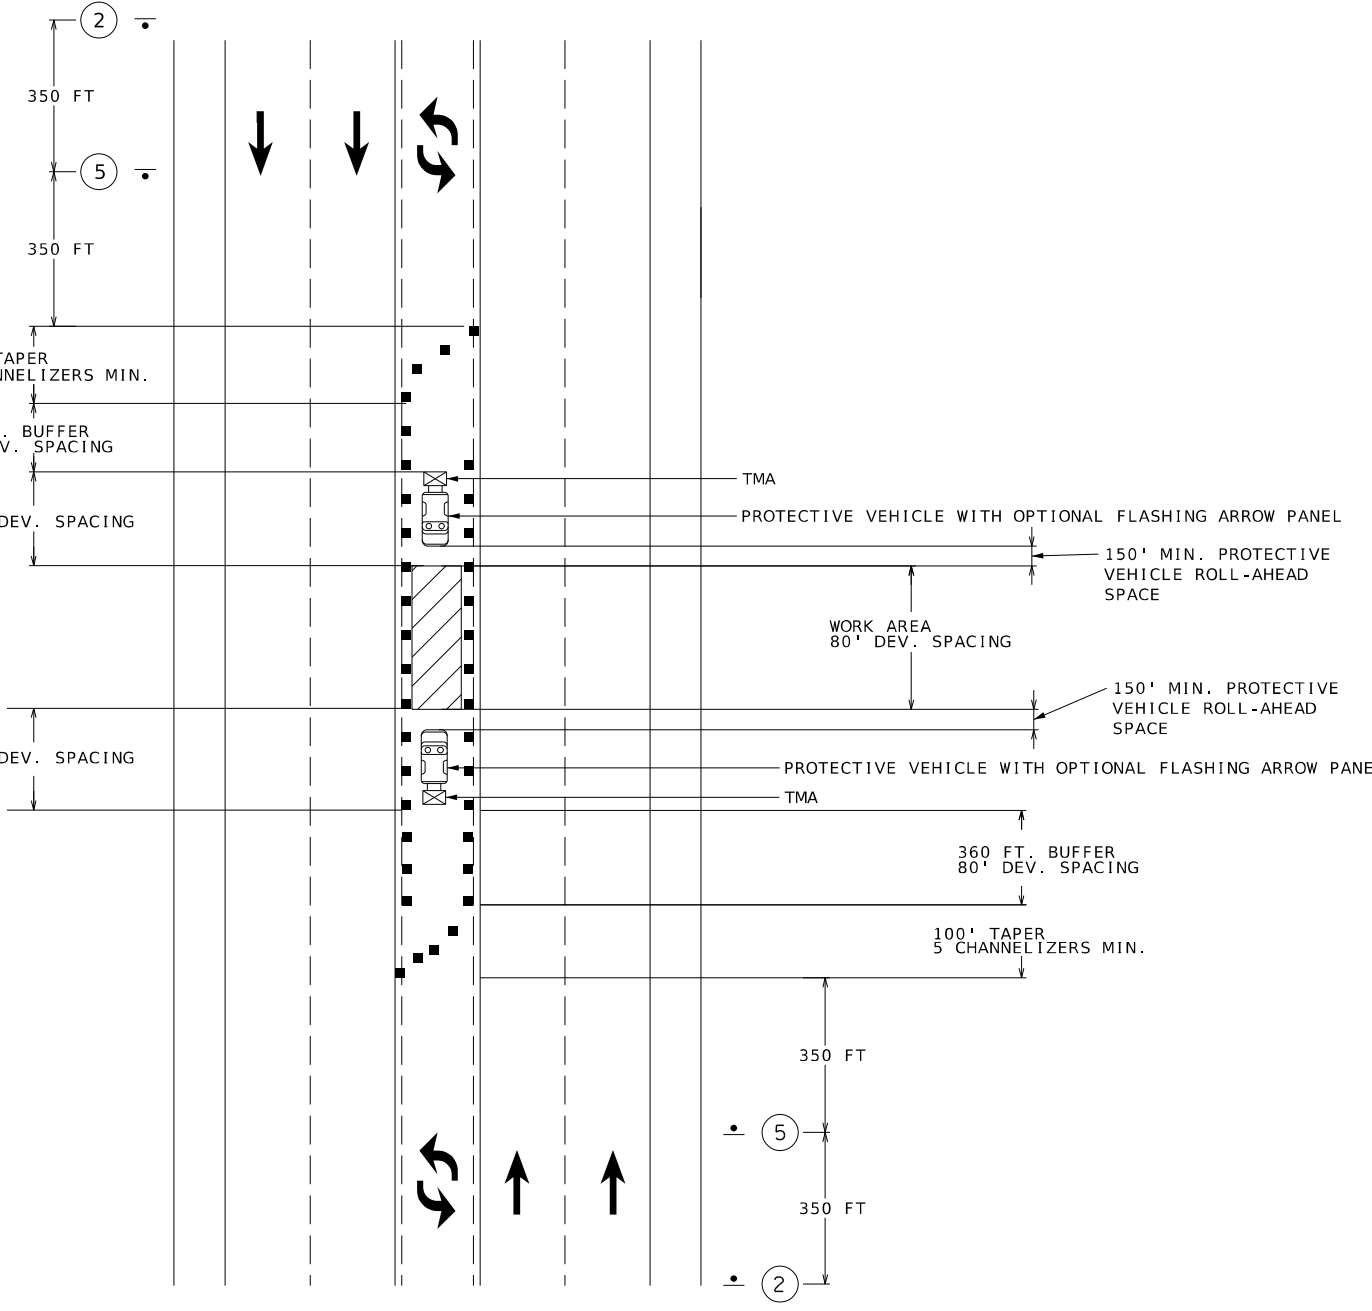 2
350 FT
5
350 FT
TAPER
NNELIZERS MIN.
. BUFFER
V. SPACING
TMA
DEV. SPACING
PROTECTIVE VEHICLE WITH OPTIONAL FLASHING ARROW PANEL
150' MIN. PROTECTIVE
VEHICLE ROLL-AHEAD
SPACE
WORK AREA
80' DEV. SPACING
150' MIN. PROTECTIVE
VEHICLE ROLL-AHEAD
SPACE
DEV. SPACING
PROTECTIVE VEHICLE WITH OPTIONAL FLASHING ARROW PANE
TMA
360 FT. BUFFER
80' DEV. SPACING
100' TAPER
5 CHANNELIZERS MIN.
350 FT
5
350 FT
2